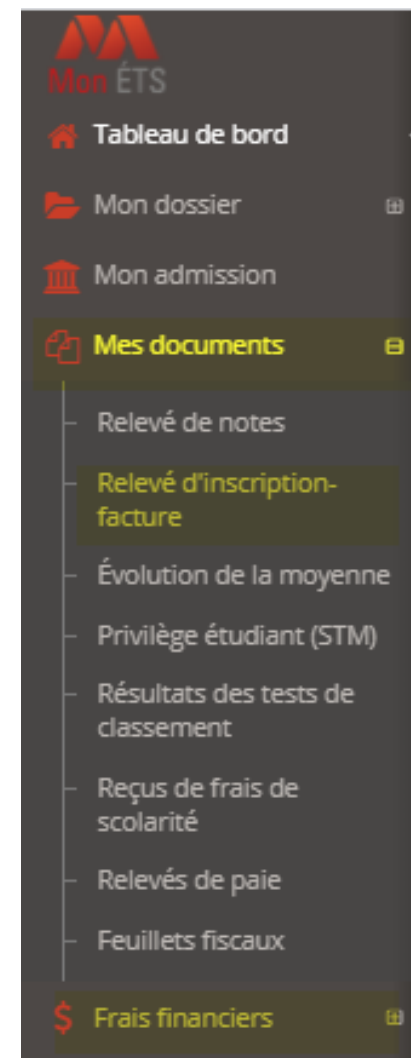 Mon ÉTS
Tableau de bord
Mon dossier
Mon admission
Mes documents
Relevé de notes
Relevé d'inscription-
facture
Évolution de la moyenne
Privilège étudiant (STM)
Résultats des tests de
classement
Reçus de frais de
scolarité
Relevés de paie
Feuillets fiscaux
$ Frais financiers